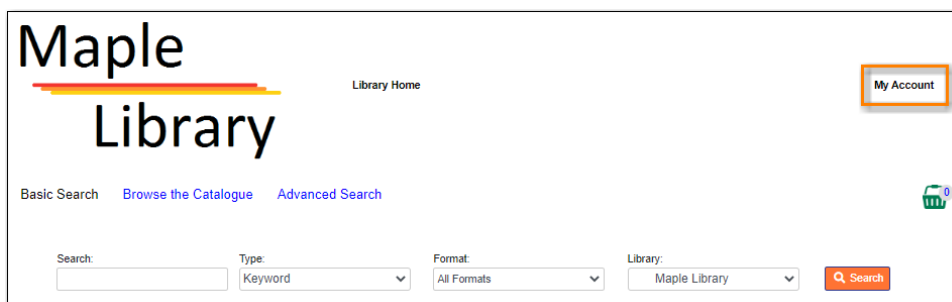 Maple
Library
Library Home
My Account
Basic Search Browse the Catalogue Advanced Search
0
Search: Type: Format: Library:
Keyword All Formats Maple Library Search